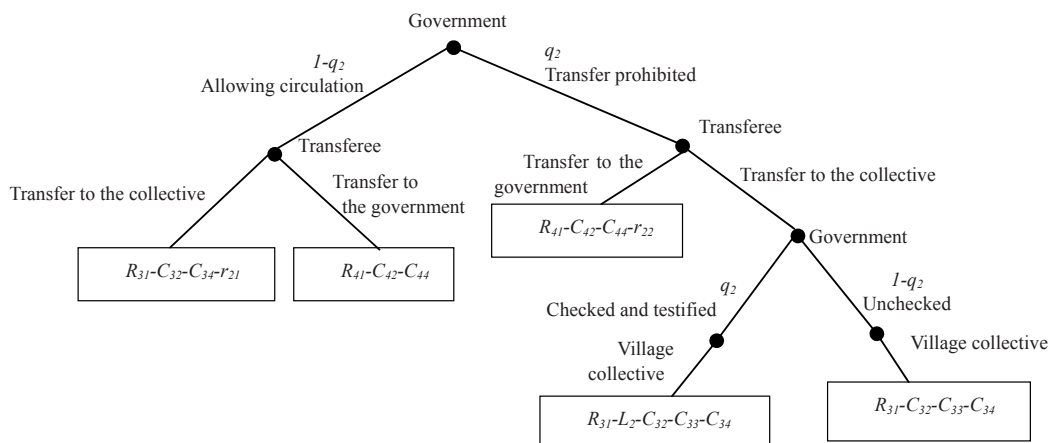 Government
1-q2
Allowing circulation
q2
Transfer prohibited
Transferee
Transferee
Transfer to the collective
Transfer to
the government
Transfer to the
government
Transfer to the collective
R31-C32-C34-r21
R41-C42-C44
R41-C42-C44-r22
Government
q2
Checked and testified
1-q2
Unchecked
Village
collective
Village collective
R31-L2-C32-C33-C34
R31-C32-C33-C34